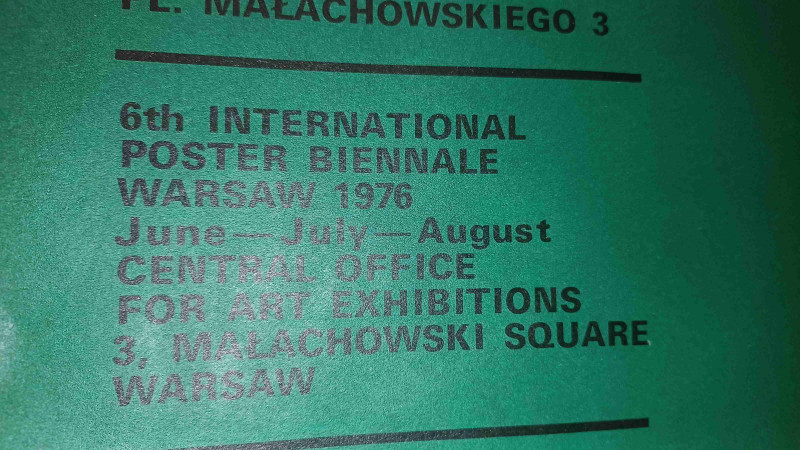 PL. MAŁACHOWSKIEGO 3
6th INTERNATIONAL
POSTER BIENNALE
WARSAW 1976
June—July—August
CENTRAL OFFICE
FOR ART EXHIBITIONS
3, MAŁACHOWSKI SQUARE
WARSAW